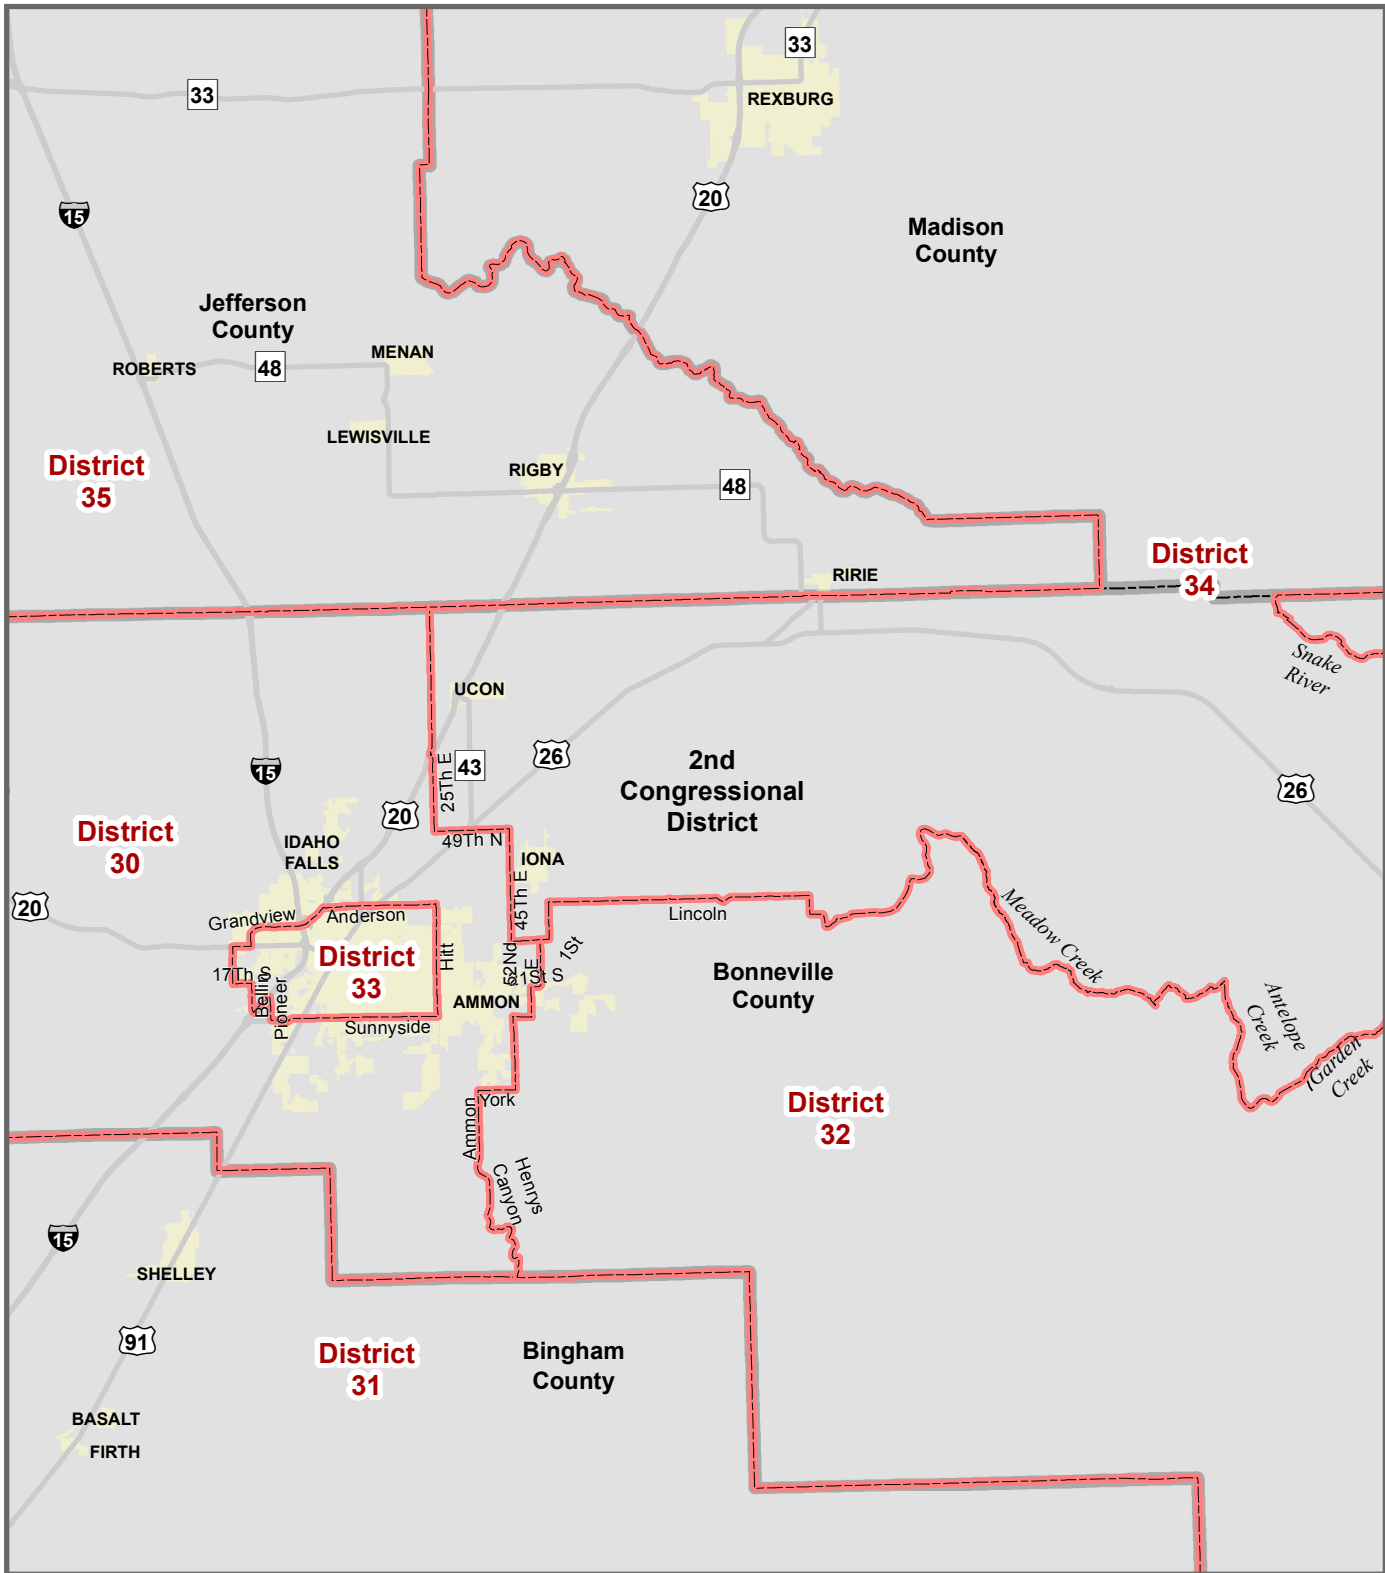 33
REXBURG
33
20
15
Madison
County
Jefferson
County
MENAN
ROBERTS
48
LEWISVILLE
District
35
RIGBY
48
District
34
RIRIE
Snake
River
UCON
26
43
15
25Th E
2nd
Congressional
District
26
20
District
30
IDAHO
FALLS
49Th N
IONA
20
45Th E
Grandview
Anderson
Lincoln
Meadow Creek
District
33
Hitt
52Nd
E
1St
17Th S
21St S
Bellin
Pioneer
AMMON
Sunnyside
Bonneville
County
Antelope
Creek
Garden
Creek
District
32
York
Ammon
Henrys
Canyon
15
SHELLEY
91
District
31
Bingham
County
BASALT
FIRTH